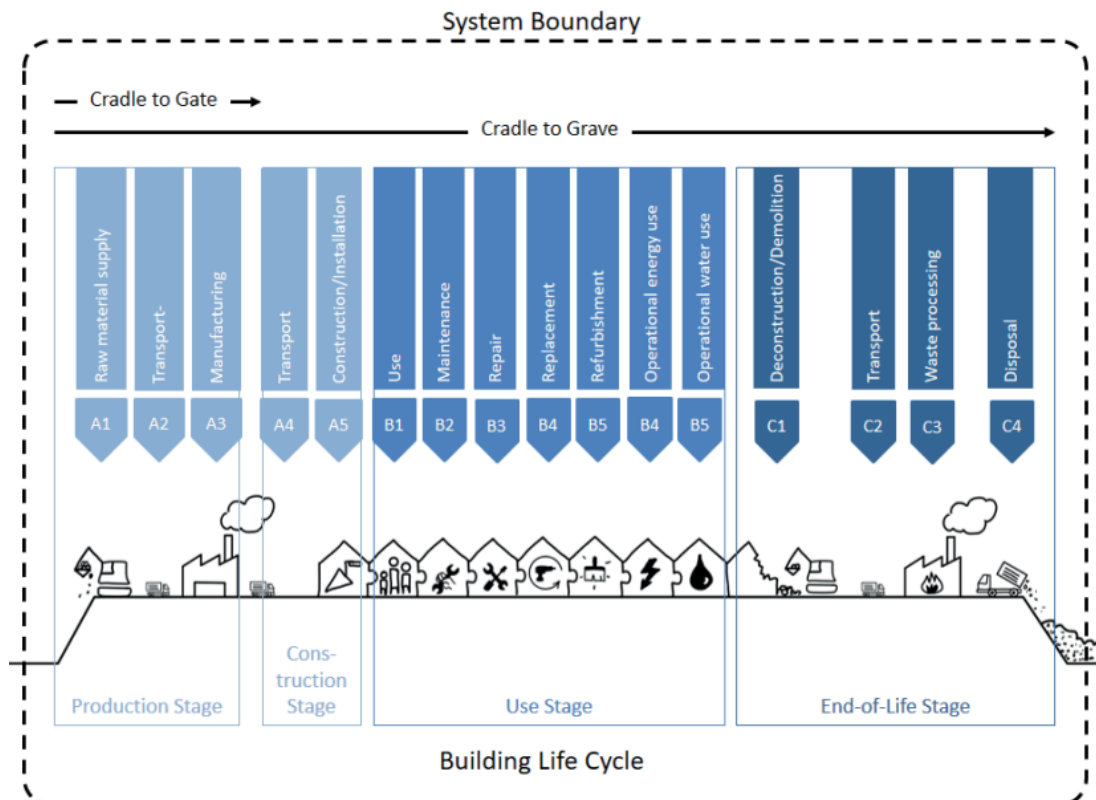 System Boundary
Cradle to Gate
Cradle to Grave
Raw material supply
Transport-
Manufacturing
Transport
Construction/Installation
Use
Maintenance
Repair
Replacement
Refurbishment
Operational energy use
Operational water use
Deconstruction/Demolition
Transport
Waste processing
Disposal
A1
A2
A3
A4
A5
B1
B2
B3
B4
B5
B4
B5
C1
C2
C3
C4
Production Stage
Cons-
truction
Stage
Use Stage
End-of-Life Stage
Building Life Cycle